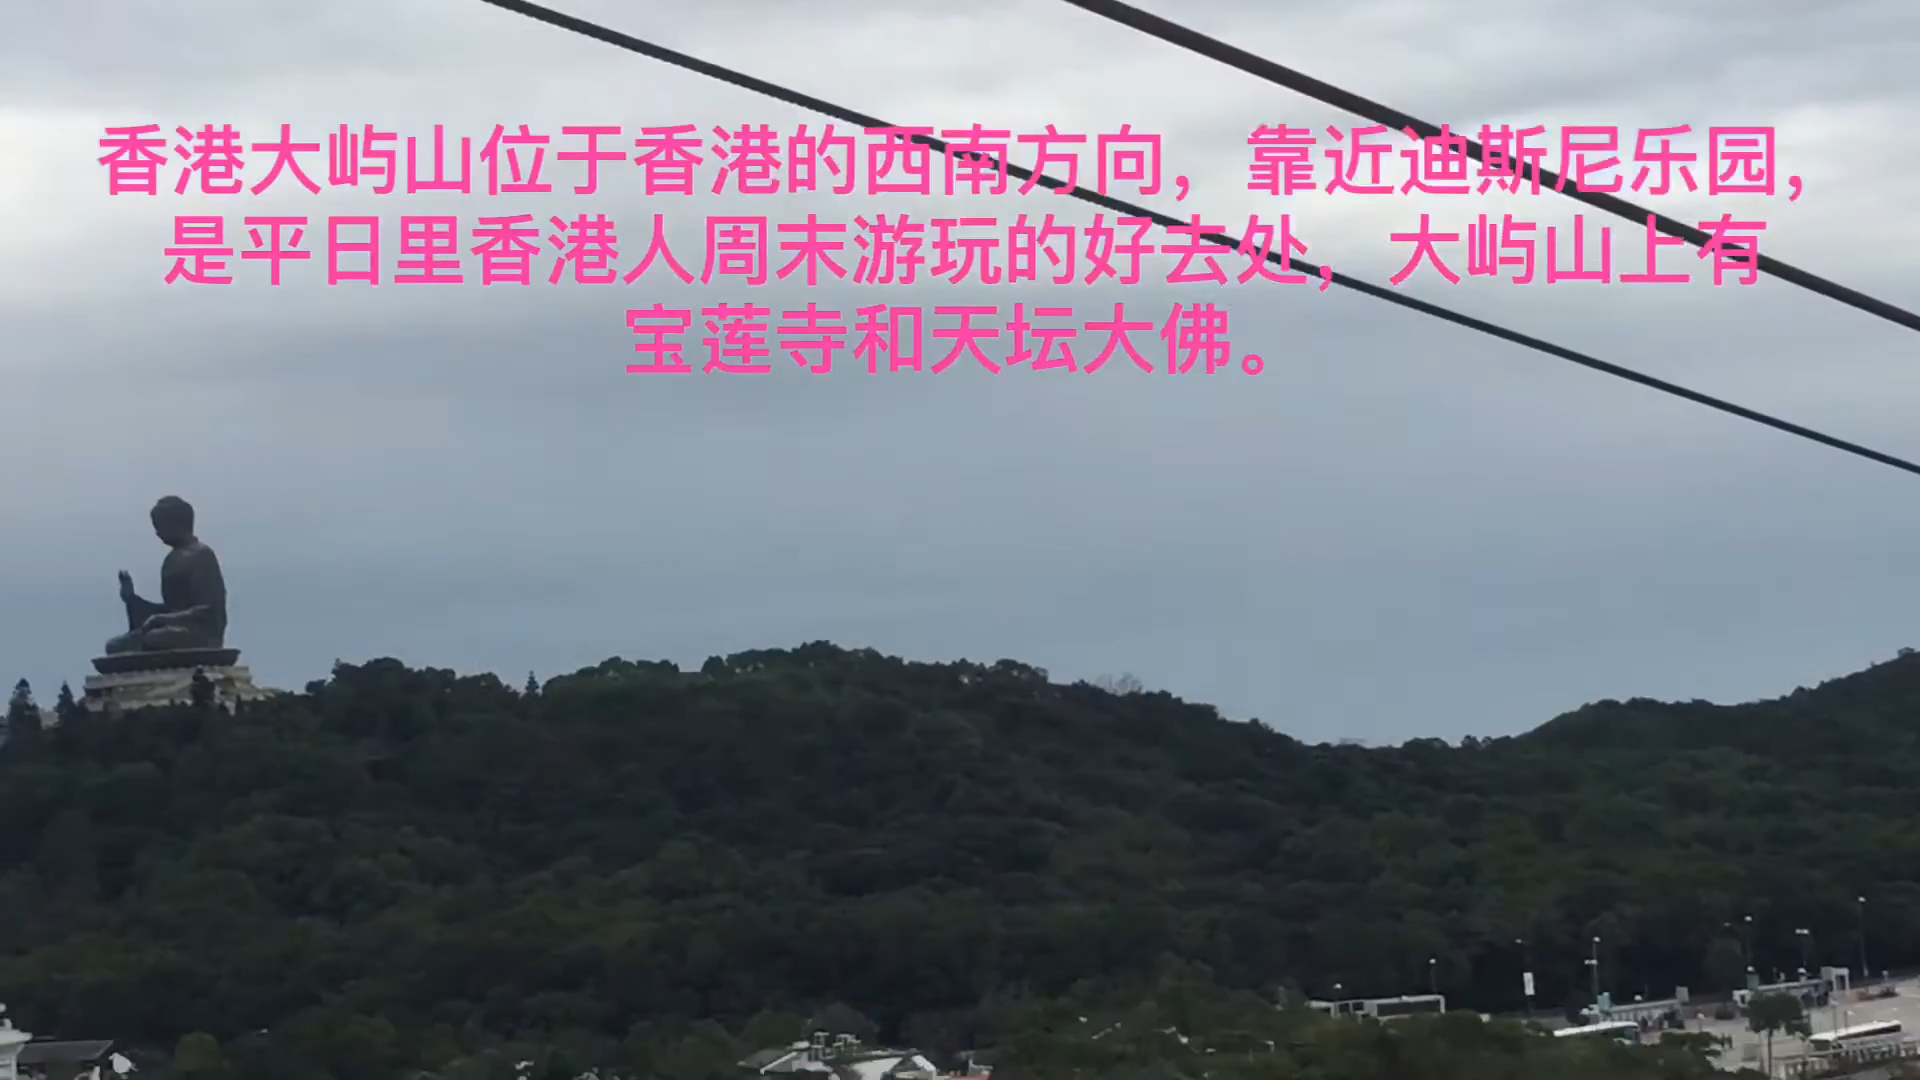 香港大屿山位于香港的西南方向，靠近迪斯尼乐园，
是平日里香港人周末游玩的好去处，大屿山上有
宝莲寺和天坛大佛。